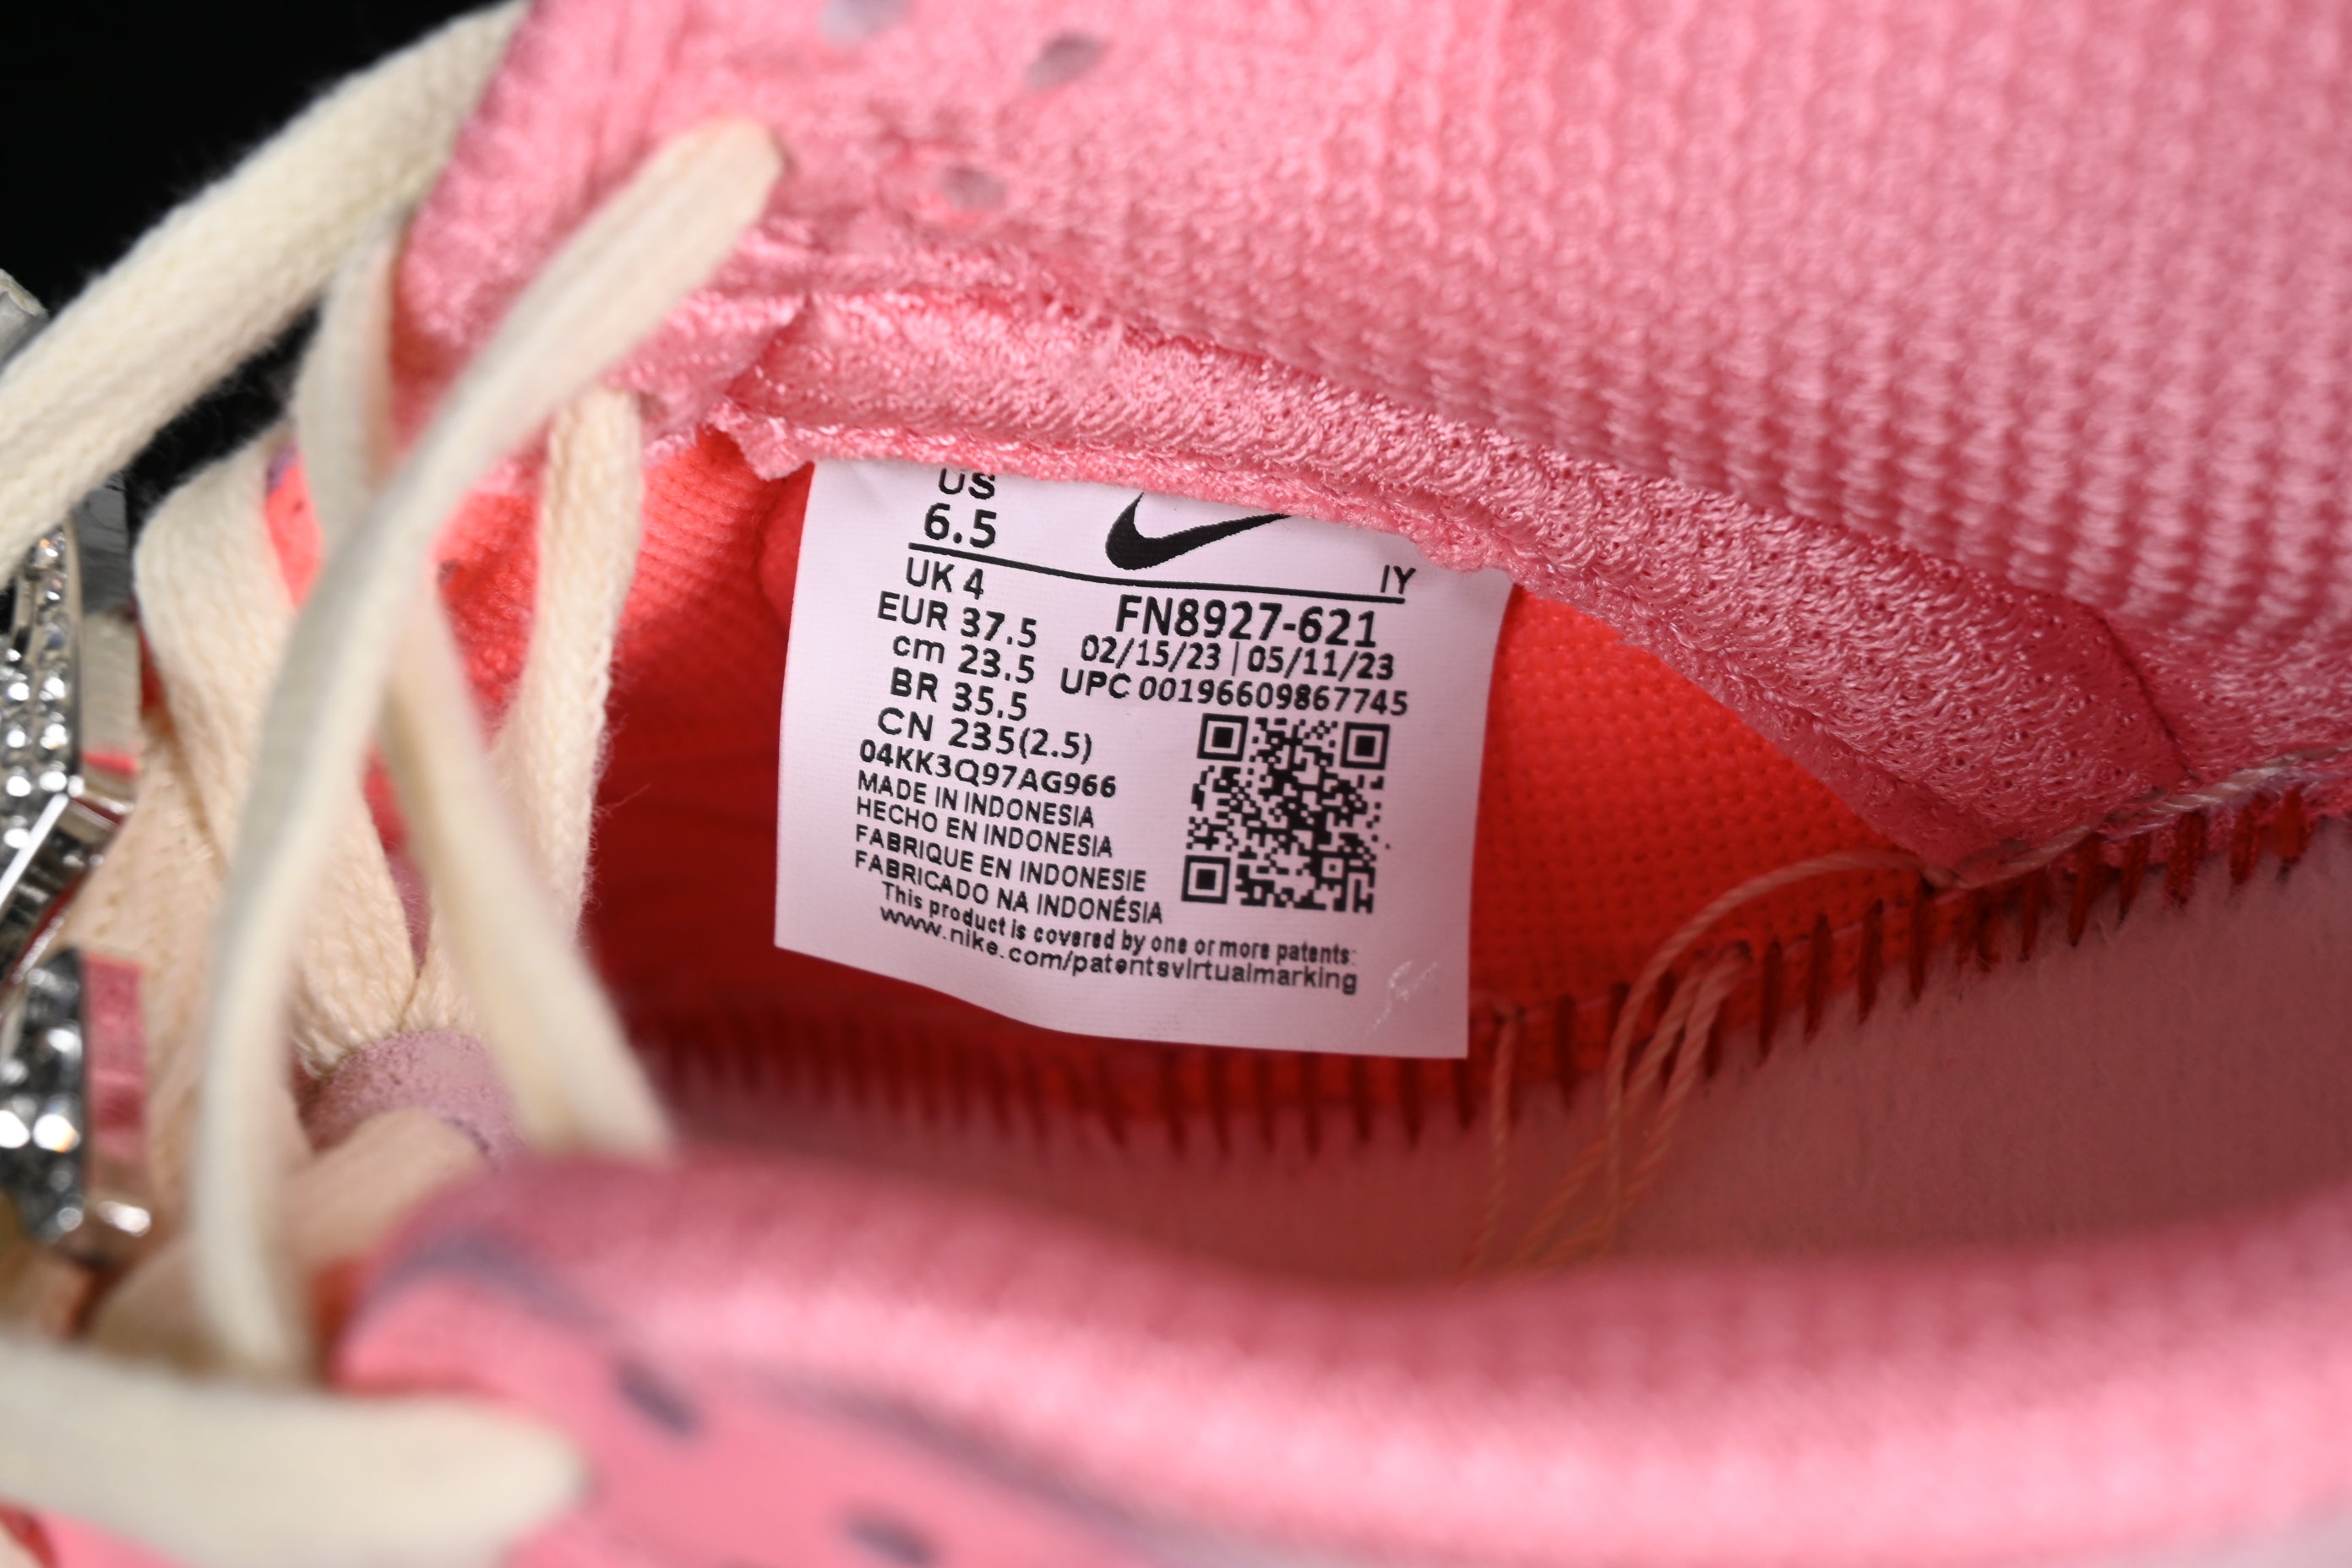 US
6.5
IY
UK 4
EUR 37.5
cm 23.5
BR 35.5
CN 235(2.5)
FN8927-621
02/15/23 | 05/11/23
UPC 00196609867745
04KK3Q97AG966
MADE IN INDONESIA
HECHO EN INDONESIA
FABRIQUE EN INDONESIE
FABRICADO NA INDONÉSIA
This product is covered by one or more patents:
www.nike.com/patentsvirtualmarking